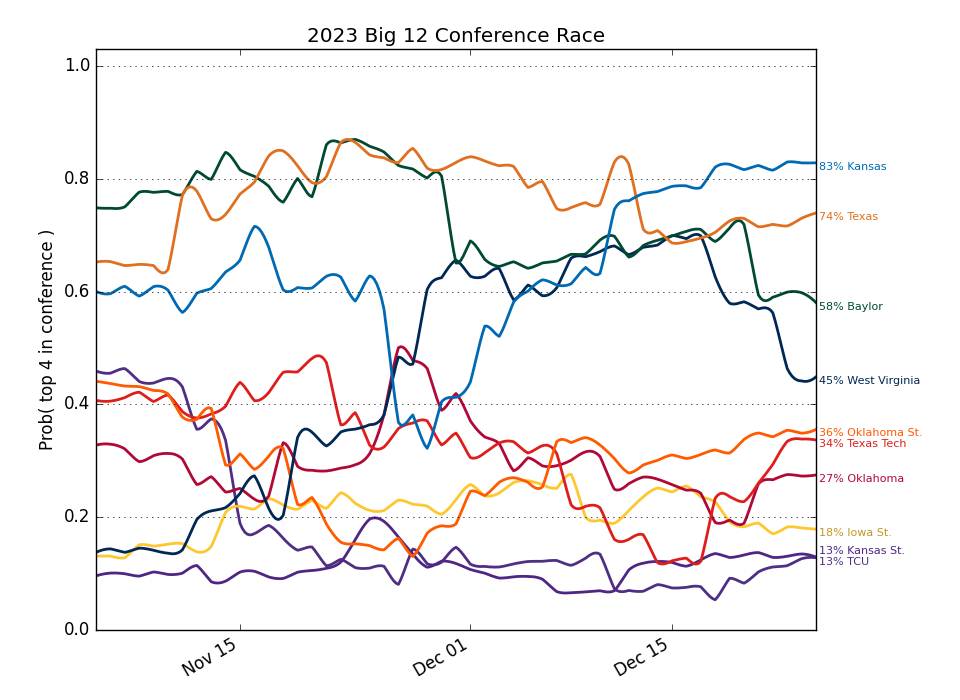 2023 Big 12 Conference Race
Prob( top 4 in conference )
1.0
0.8
0.6
0.4
0.2
0.0
Nov 15
Dec 01
Dec 15
83% Kansas
74% Texas
58% Baylor
45% West Virginia
36% Oklahoma St.
34% Texas Tech
27% Oklahoma
18% Iowa St.
13% Kansas St.
13% TCU